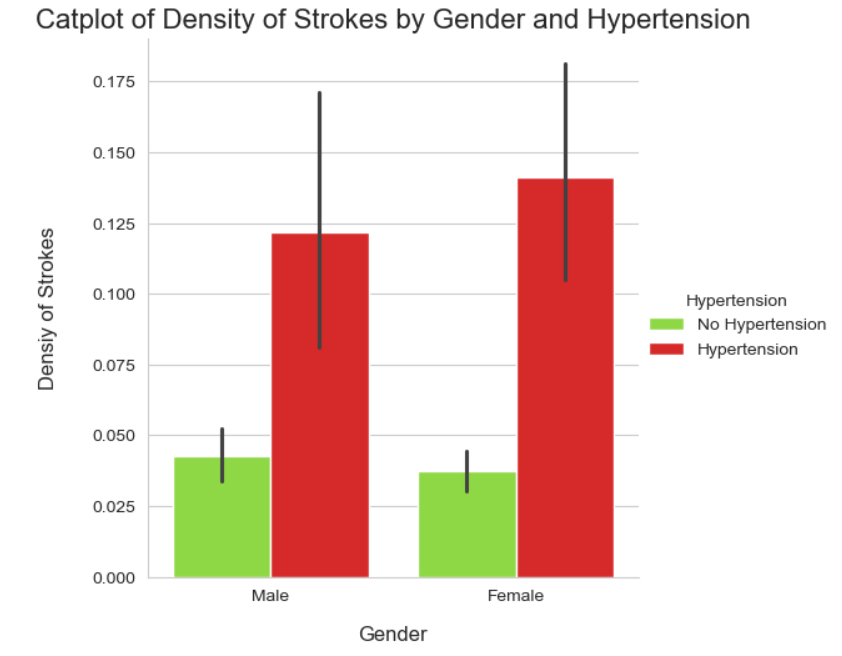 Catplot of Density of Strokes by Gender and Hypertension
0.175
0.150
0.125
0.100
0.075
0.050
0.025
0.000
Densiy of Strokes
Male
Female
Gender
Hypertension
No Hypertension
Hypertension